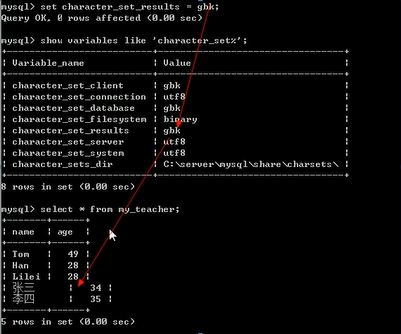 mysql> set character_set_results = gbk;
Query OK, 0 rows affected (0.00 sec)
mysql> show variables like 'character_set%';
+--------------------------+-------------------------------+
| Variable_name | Value |
+--------------------------+-------------------------------+
| character_set_client | gbk |
| character_set_connection | utf8 |
| character_set_database | gbk |
| character_set_filesystem | binary |
| character_set_results | gbk |
| character_set_server | utf8 |
| character_set_system | utf8 |
| character_sets_dir | C:\server\mysql\share\charsets\ |
+--------------------------+-------------------------------+
8 rows in set (0.00 sec)
mysql> select * from my_teacher;
+-------+------+
| name | age |
+-------+------+
| Tom | 49 |
| Han | 28 |
| Lilei | 28 |
| 张三 | 34 |
| 李四 | 35 |
+-------+------+
5 rows in set (0.00 sec)